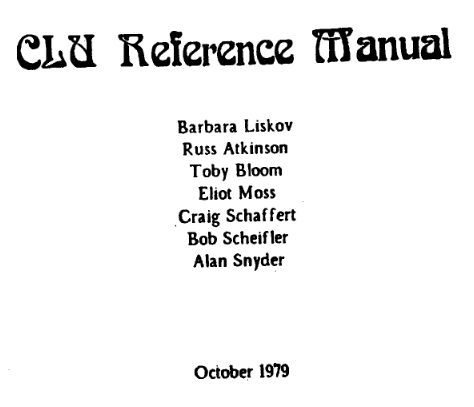 CLU Reference Manual
Barbara Liskov
Russ Atkinson
Toby Bloom
Eliot Moss
Craig Schaffert
Bob Scheifler
Alan Snyder
October 1979